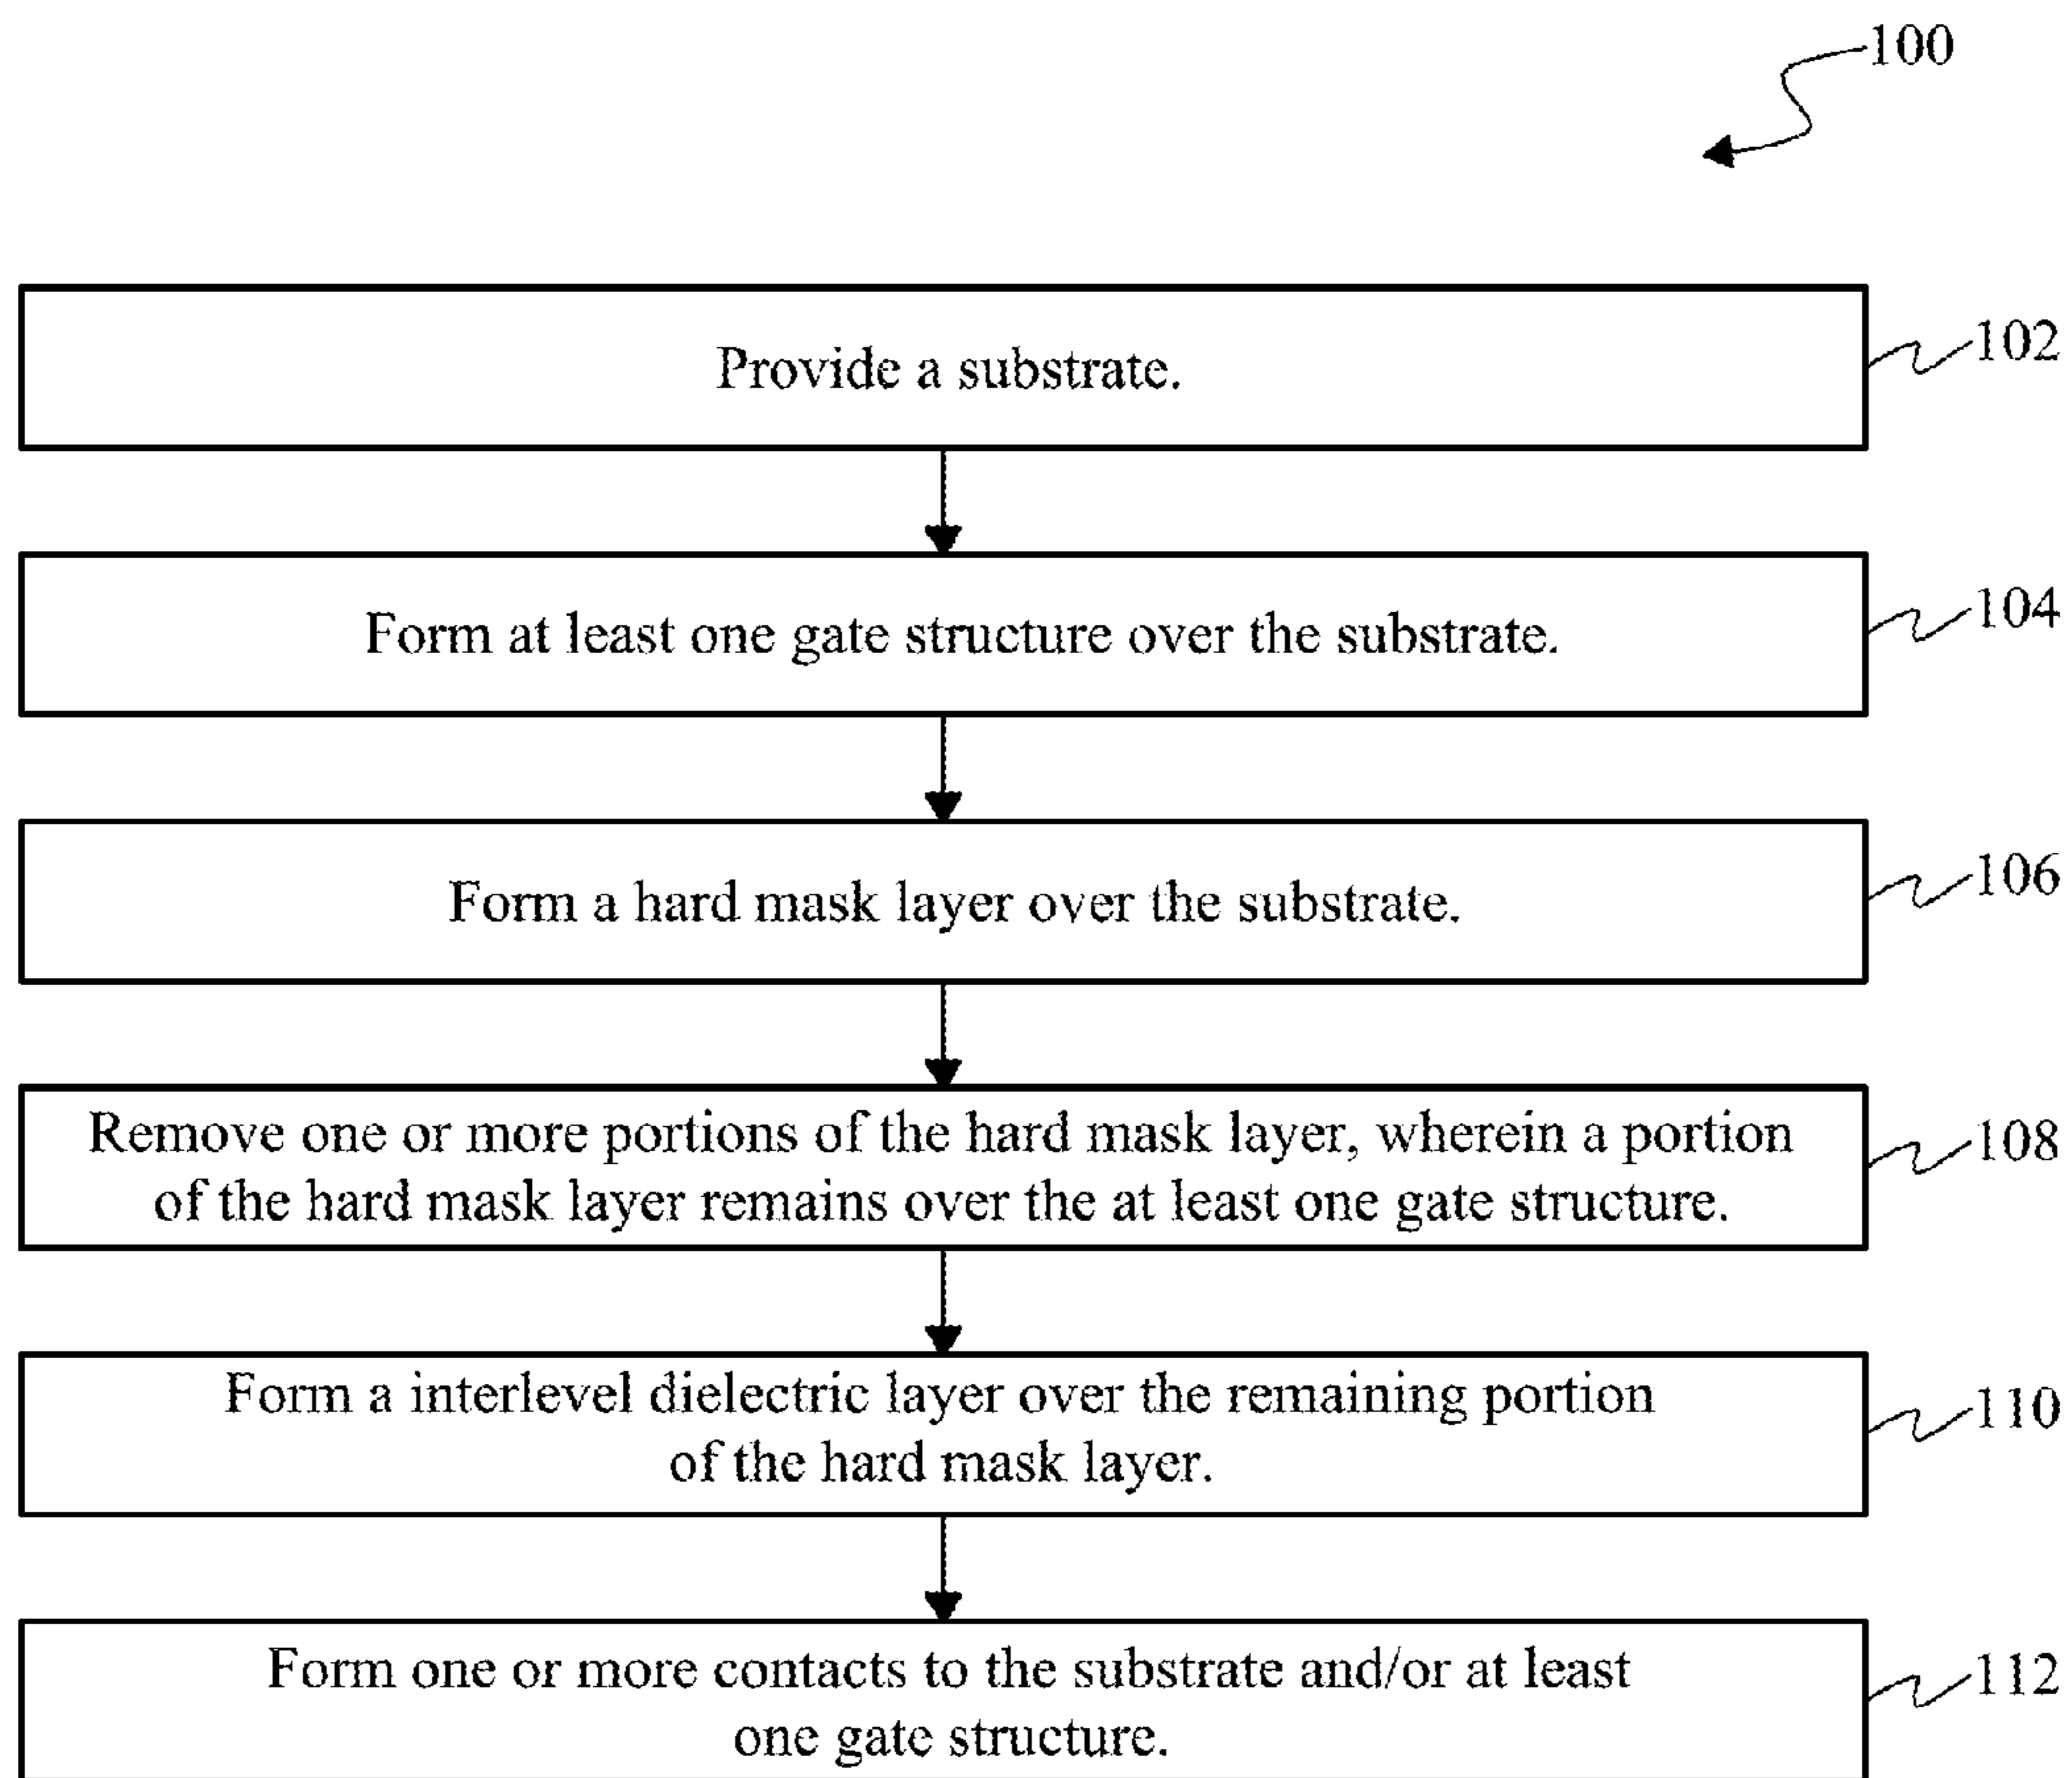 100
Provide a substrate.
102
Form at least one gate structure over the substrate.
104
Form a hard mask layer over the substrate.
106
Remove one or more portions of the hard mask layer, wherein a portion
of the hard mask layer remains over the at least one gate structure.
108
Form a interlevel dielectric layer over the remaining portion
of the hard mask layer.
110
Form one or more contacts to the substrate and/or at least
one gate structure.
112